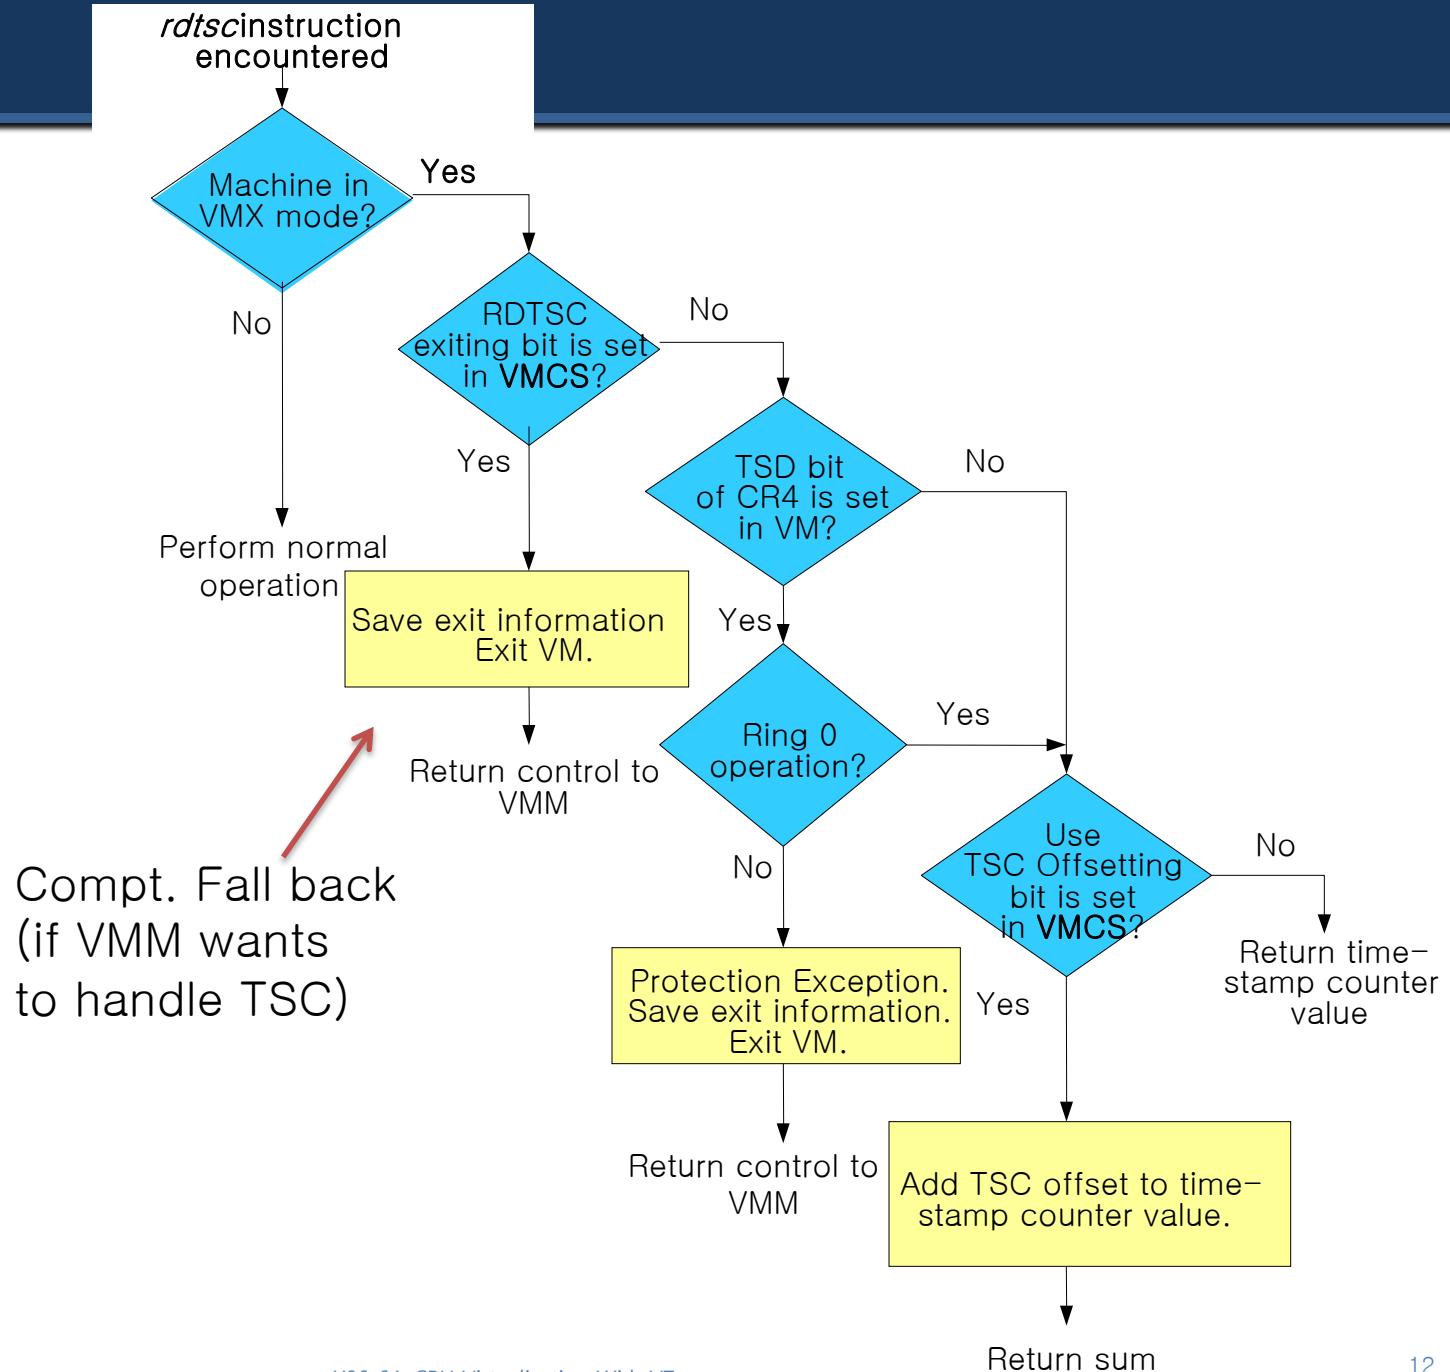 rdtscinstruction
encountered
Machine in
VMX mode?
Yes
No
RDTSC
exiting bit is set
in VMCS?
No
Yes
TSD bit
of CR4 is set
in VM?
No
Yes
Perform normal
operation
Save exit information
Exit VM.
Return control to
VMM
Ring 0
operation?
Yes
No
Use
TSC Offsetting
bit is set
in VMCS?
No
Yes
Return time-
stamp counter
value
Compt. Fall back
(if VMM wants
to handle TSC)
Protection Exception.
Save exit information.
Exit VM.
Return control to
VMM
Add TSC offset to time-
stamp counter value.
Return sum
12